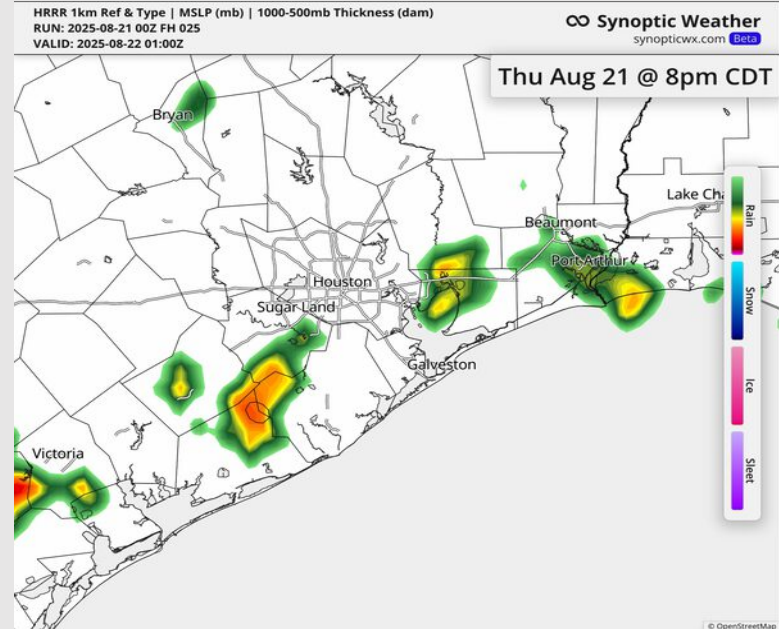 HRRR 1km Ref & Type | MSLP (mb) | 1000-500mb Thickness (dam)
RUN: 2025-08-21 00Z FH 025
VALID: 2025-08-22 01:00Z
Synoptic Weather
synopticwx.com Beta
Thu Aug 21 @ 8pm CDT
Bryan
Lake Cha
Beaumont
Port Arthur
Houston
Sugar Land
Galveston
Victoria
Rain
Snow
Ice
Sleet
© OpenStreetMap